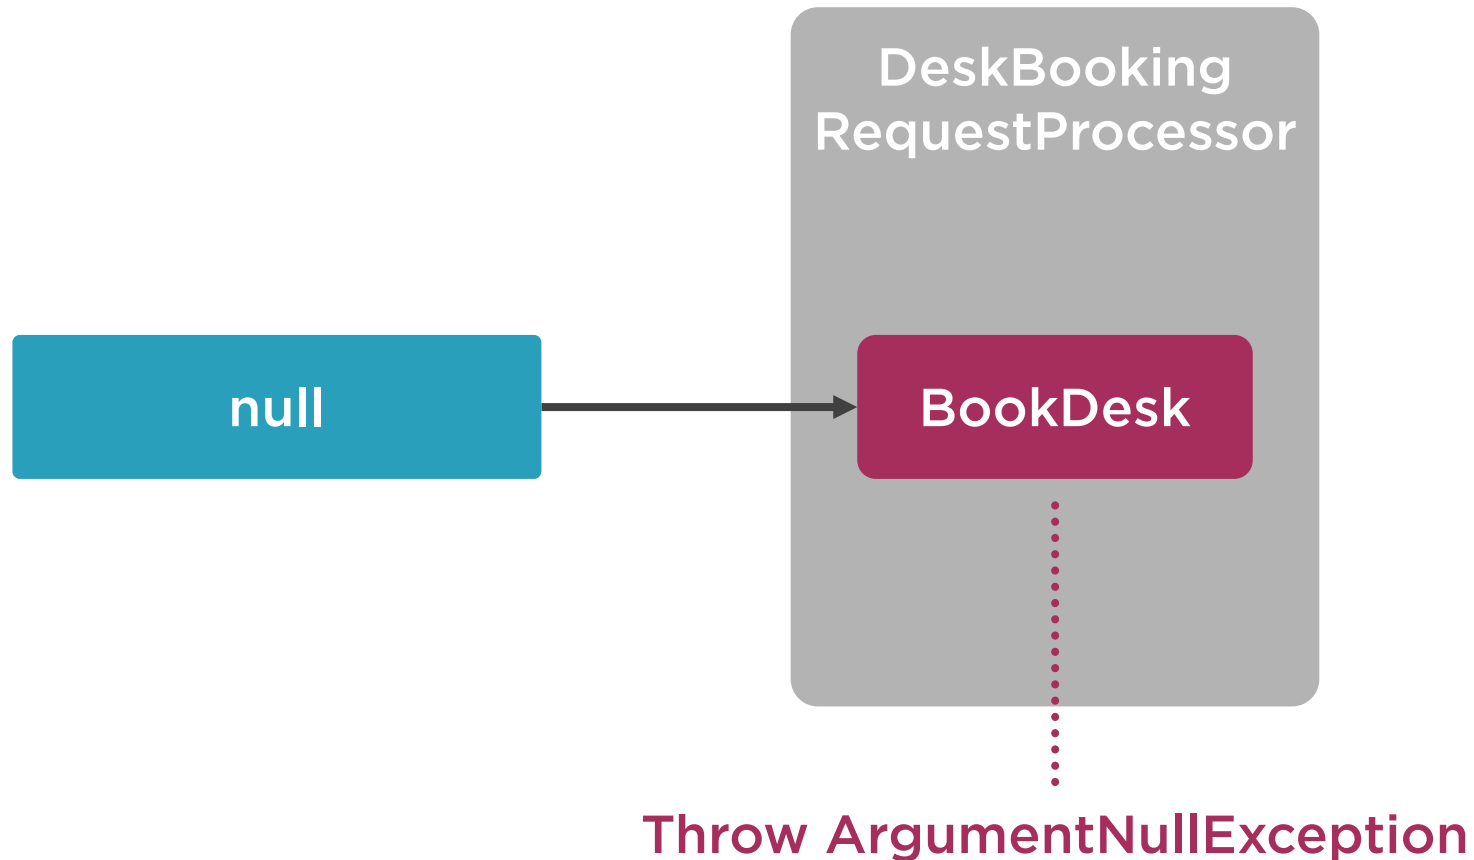 DeskBooking
RequestProcessor
null
BookDesk
Throw ArgumentNullException